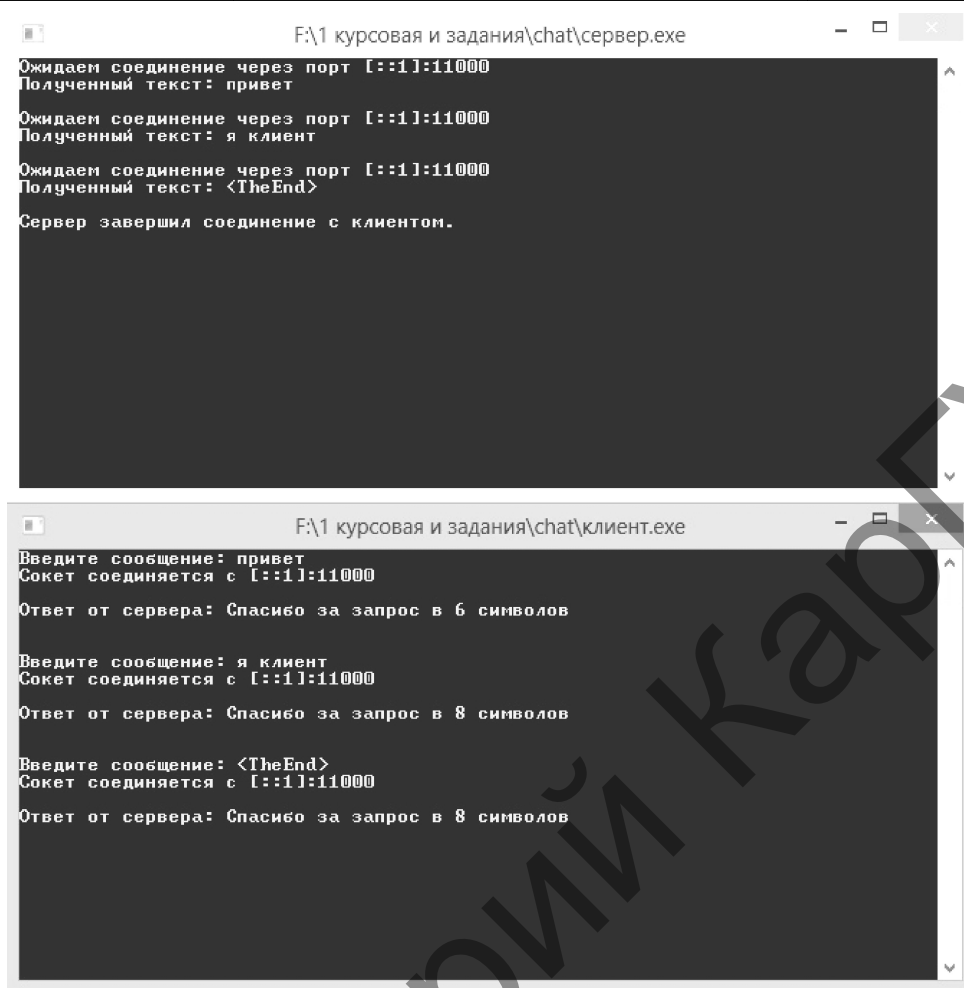 F:\1 курсовая и задания\chat\сервер.exe
Ожидаем соединение через порт [::1]:11000
Полученный текст: привет
Ожидаем соединение через порт [::1]:11000
Полученный текст: я клиент
Ожидаем соединение через порт [::1]:11000
Полученный текст: <TheEnd>
Сервер завершил соединение с клиентом.
F:\1 курсовая и задания\chat\клиент.exe
Введите сообщение: привет
Сокет соединяется с [::1]:11000
Ответ от сервера: Спасибо за запрос в 6 символов
Введите сообщение: я клиент
Сокет соединяется с [::1]:11000
Ответ от сервера: Спасибо за запрос в 8 символов
Введите сообщение: <TheEnd>
Сокет соединяется с [::1]:11000
Ответ от сервера: Спасибо за запрос в 8 символов